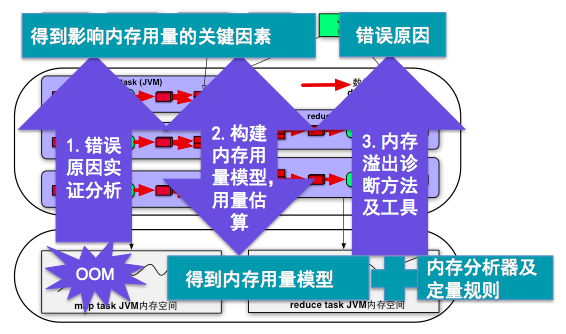 得到影响内存用量的关键因素
错误原因
task (JVM)
数
reduce
1. 错误
原因实
证分析
2. 构建
内存用
量模型,
用量估
算
3. 内存
溢出诊
断方法
及工具
OOM
得到内存用量模型
内存分析器及
定量规则
map task JVM内存空间
reduce task JVM内存空间